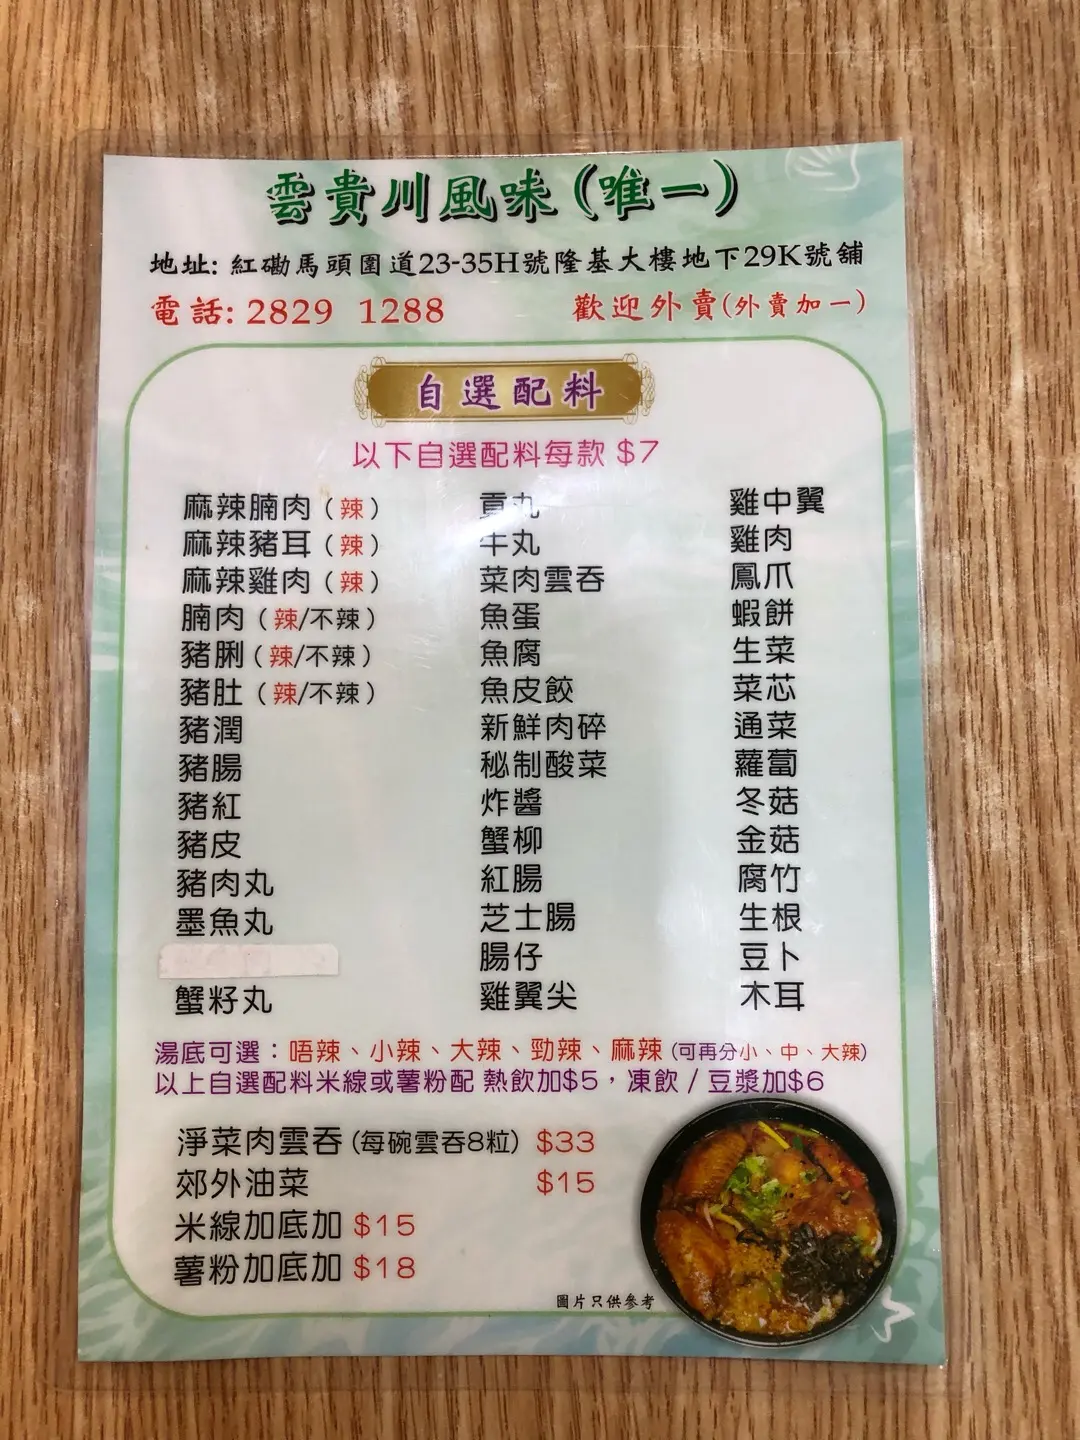 雲貴川風味(唯一)
地址: 紅磡馬頭圍道23-35H號隆基大樓地下29K號舖
電話: 2829 1288 歡迎外賣(外賣加一)
自選配料
以下自選配料每款 $7
麻辣腩肉(辣) 貢丸 雞中翼
麻辣豬耳(辣) 牛丸 雞肉
麻辣雞肉(辣) 菜肉雲吞 鳳爪
腩肉(辣/不辣) 魚蛋 蝦餅
豬脷(辣/不辣) 魚腐 生菜
豬肚(辣/不辣) 魚皮餃 菜芯
豬潤 新鮮肉碎 通菜
豬腸 秘制酸菜 蘿蔔
豬紅 炸醬 冬菇
豬皮 蟹柳 金菇
豬肉丸 紅腸 腐竹
墨魚丸 芝士腸 生根
腸仔 豆卜
蟹籽丸 雞翼尖 木耳
湯底可選:唔辣、小辣、大辣、勁辣、麻辣(可再分小、中、大辣)
以上自選配料米線或薯粉配 熱飲加$5,凍飲/豆漿加$6
淨菜肉雲吞(每碗雲吞8粒) $33
郊外油菜 $15
米線加底加 $15
薯粉加底加 $18
圖片只供參考